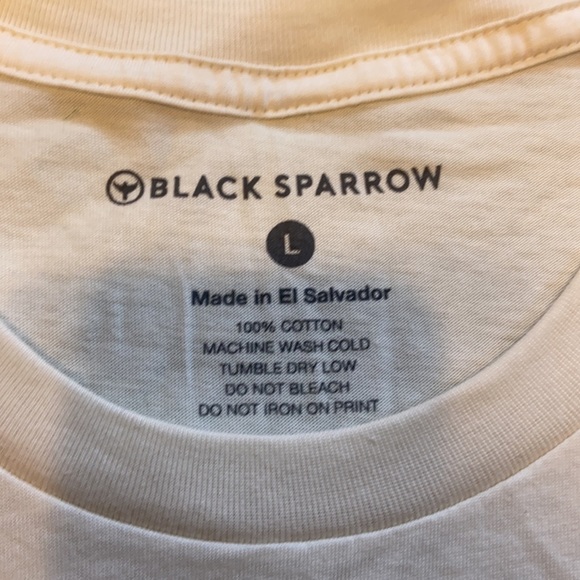 BLACK SPARROW
L
Made in El Salvador
100% COTTON
MACHINE WASH COLD
TUMBLE DRY LOW
DO NOT BLEACH
DO NOT IRON ON PRINT